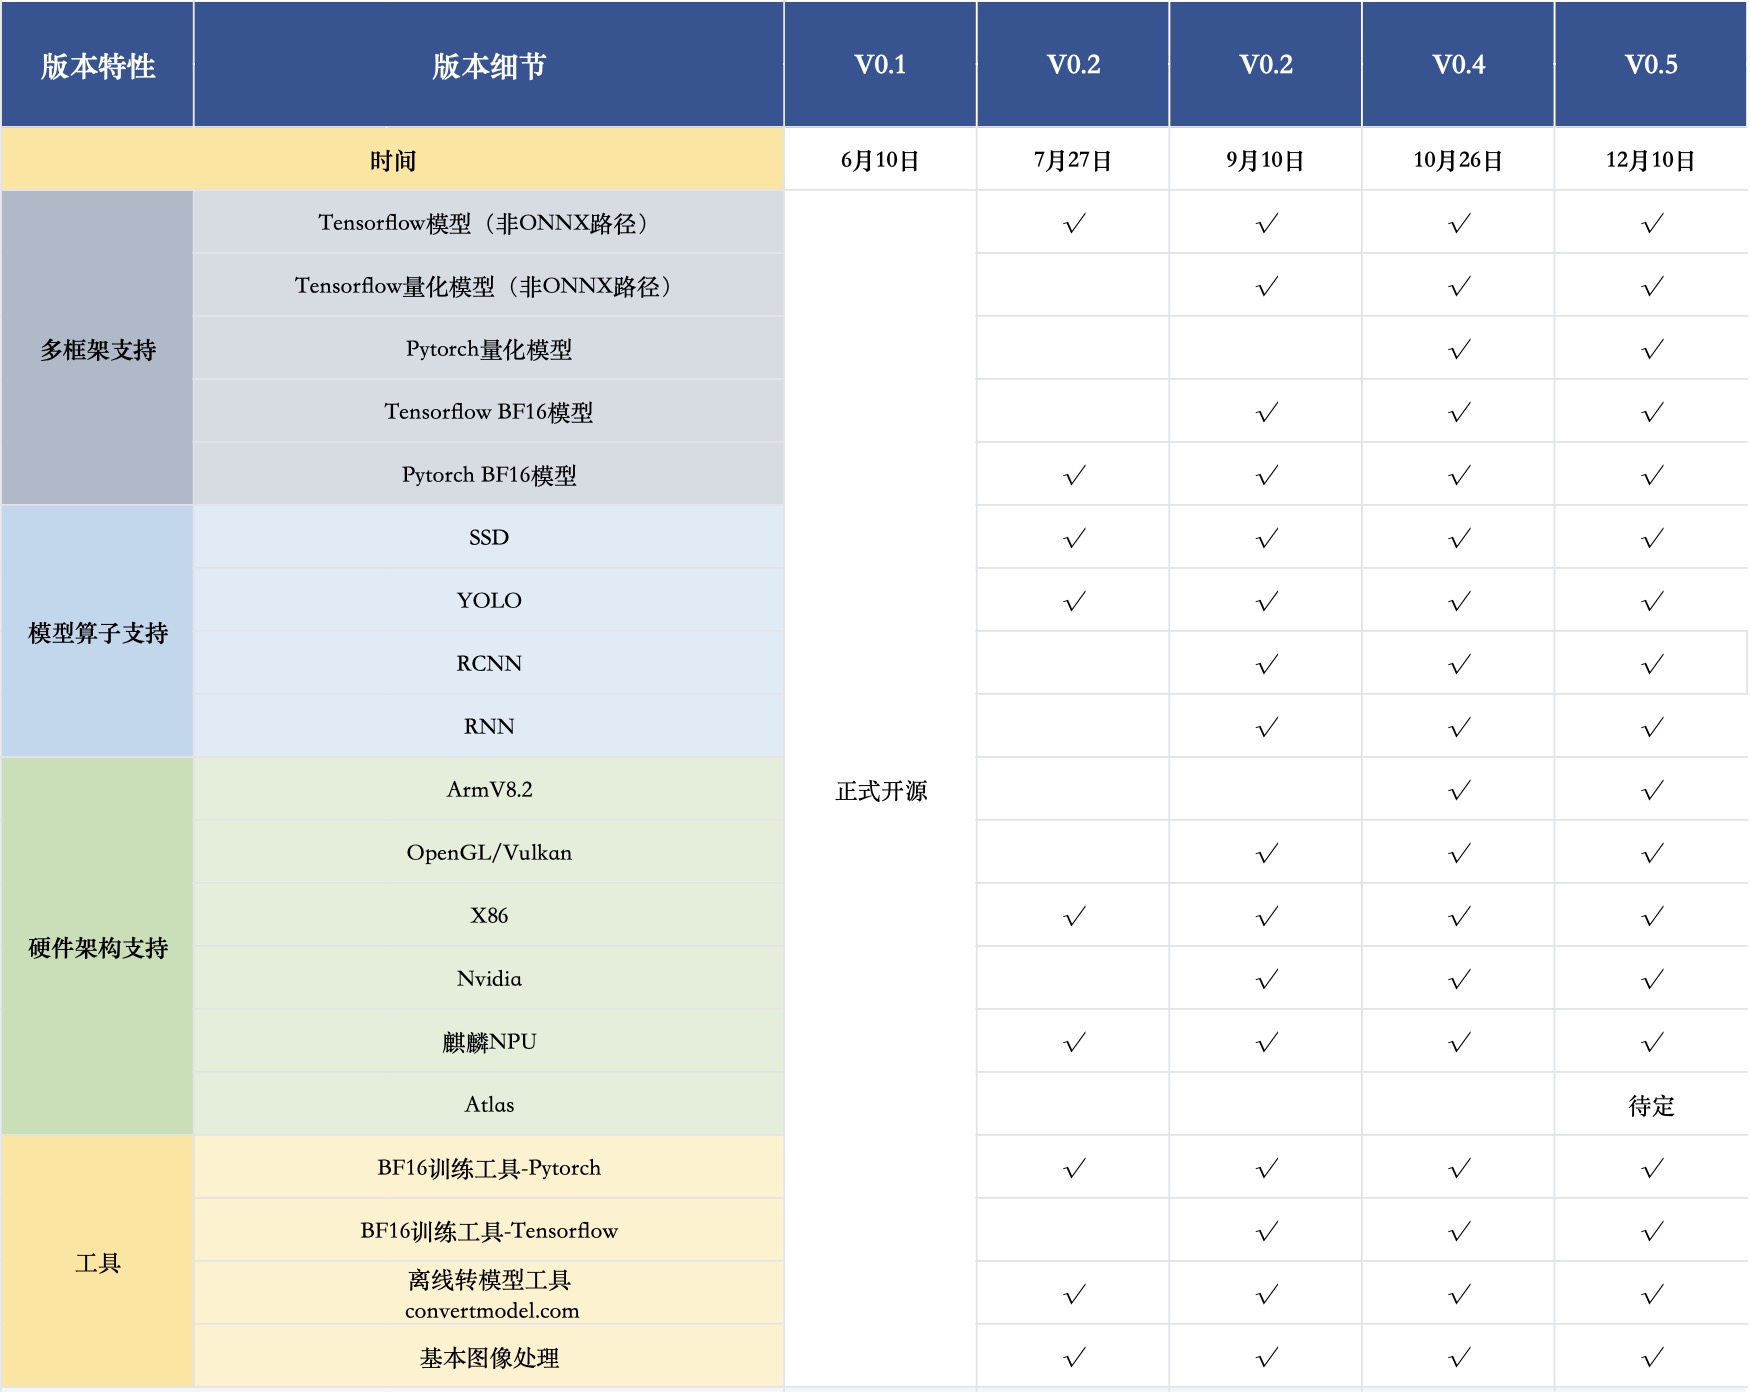 版本特性 版本细节 V0.1 V0.2 V0.2 V0.4 V0.5
时间 6月10日 7月27日 9月10日 10月26日 12月10日
多框架支持
Tensorflow模型（非ONNX路径） √ √ √ √
Tensorflow量化模型（非ONNX路径） √ √ √
Pytorch量化模型 √ √
Tensorflow BF16模型 √ √ √
Pytorch BF16模型 √ √ √ √
模型算子支持
SSD √ √ √ √
YOLO √ √ √ √
RCNN √ √ √
RNN √ √ √
正式开源
硬件架构支持
ArmV8.2 √ √
OpenGL/Vulkan √ √ √
X86 √ √ √ √
Nvidia √ √ √
麒麟NPU √ √ √ √
Atlas 待定
工具
BF16训练工具-Pytorch √ √ √ √
BF16训练工具-Tensorflow √ √ √
离线转模型工具
convertmodel.com √ √ √ √
基本图像处理 √ √ √ √